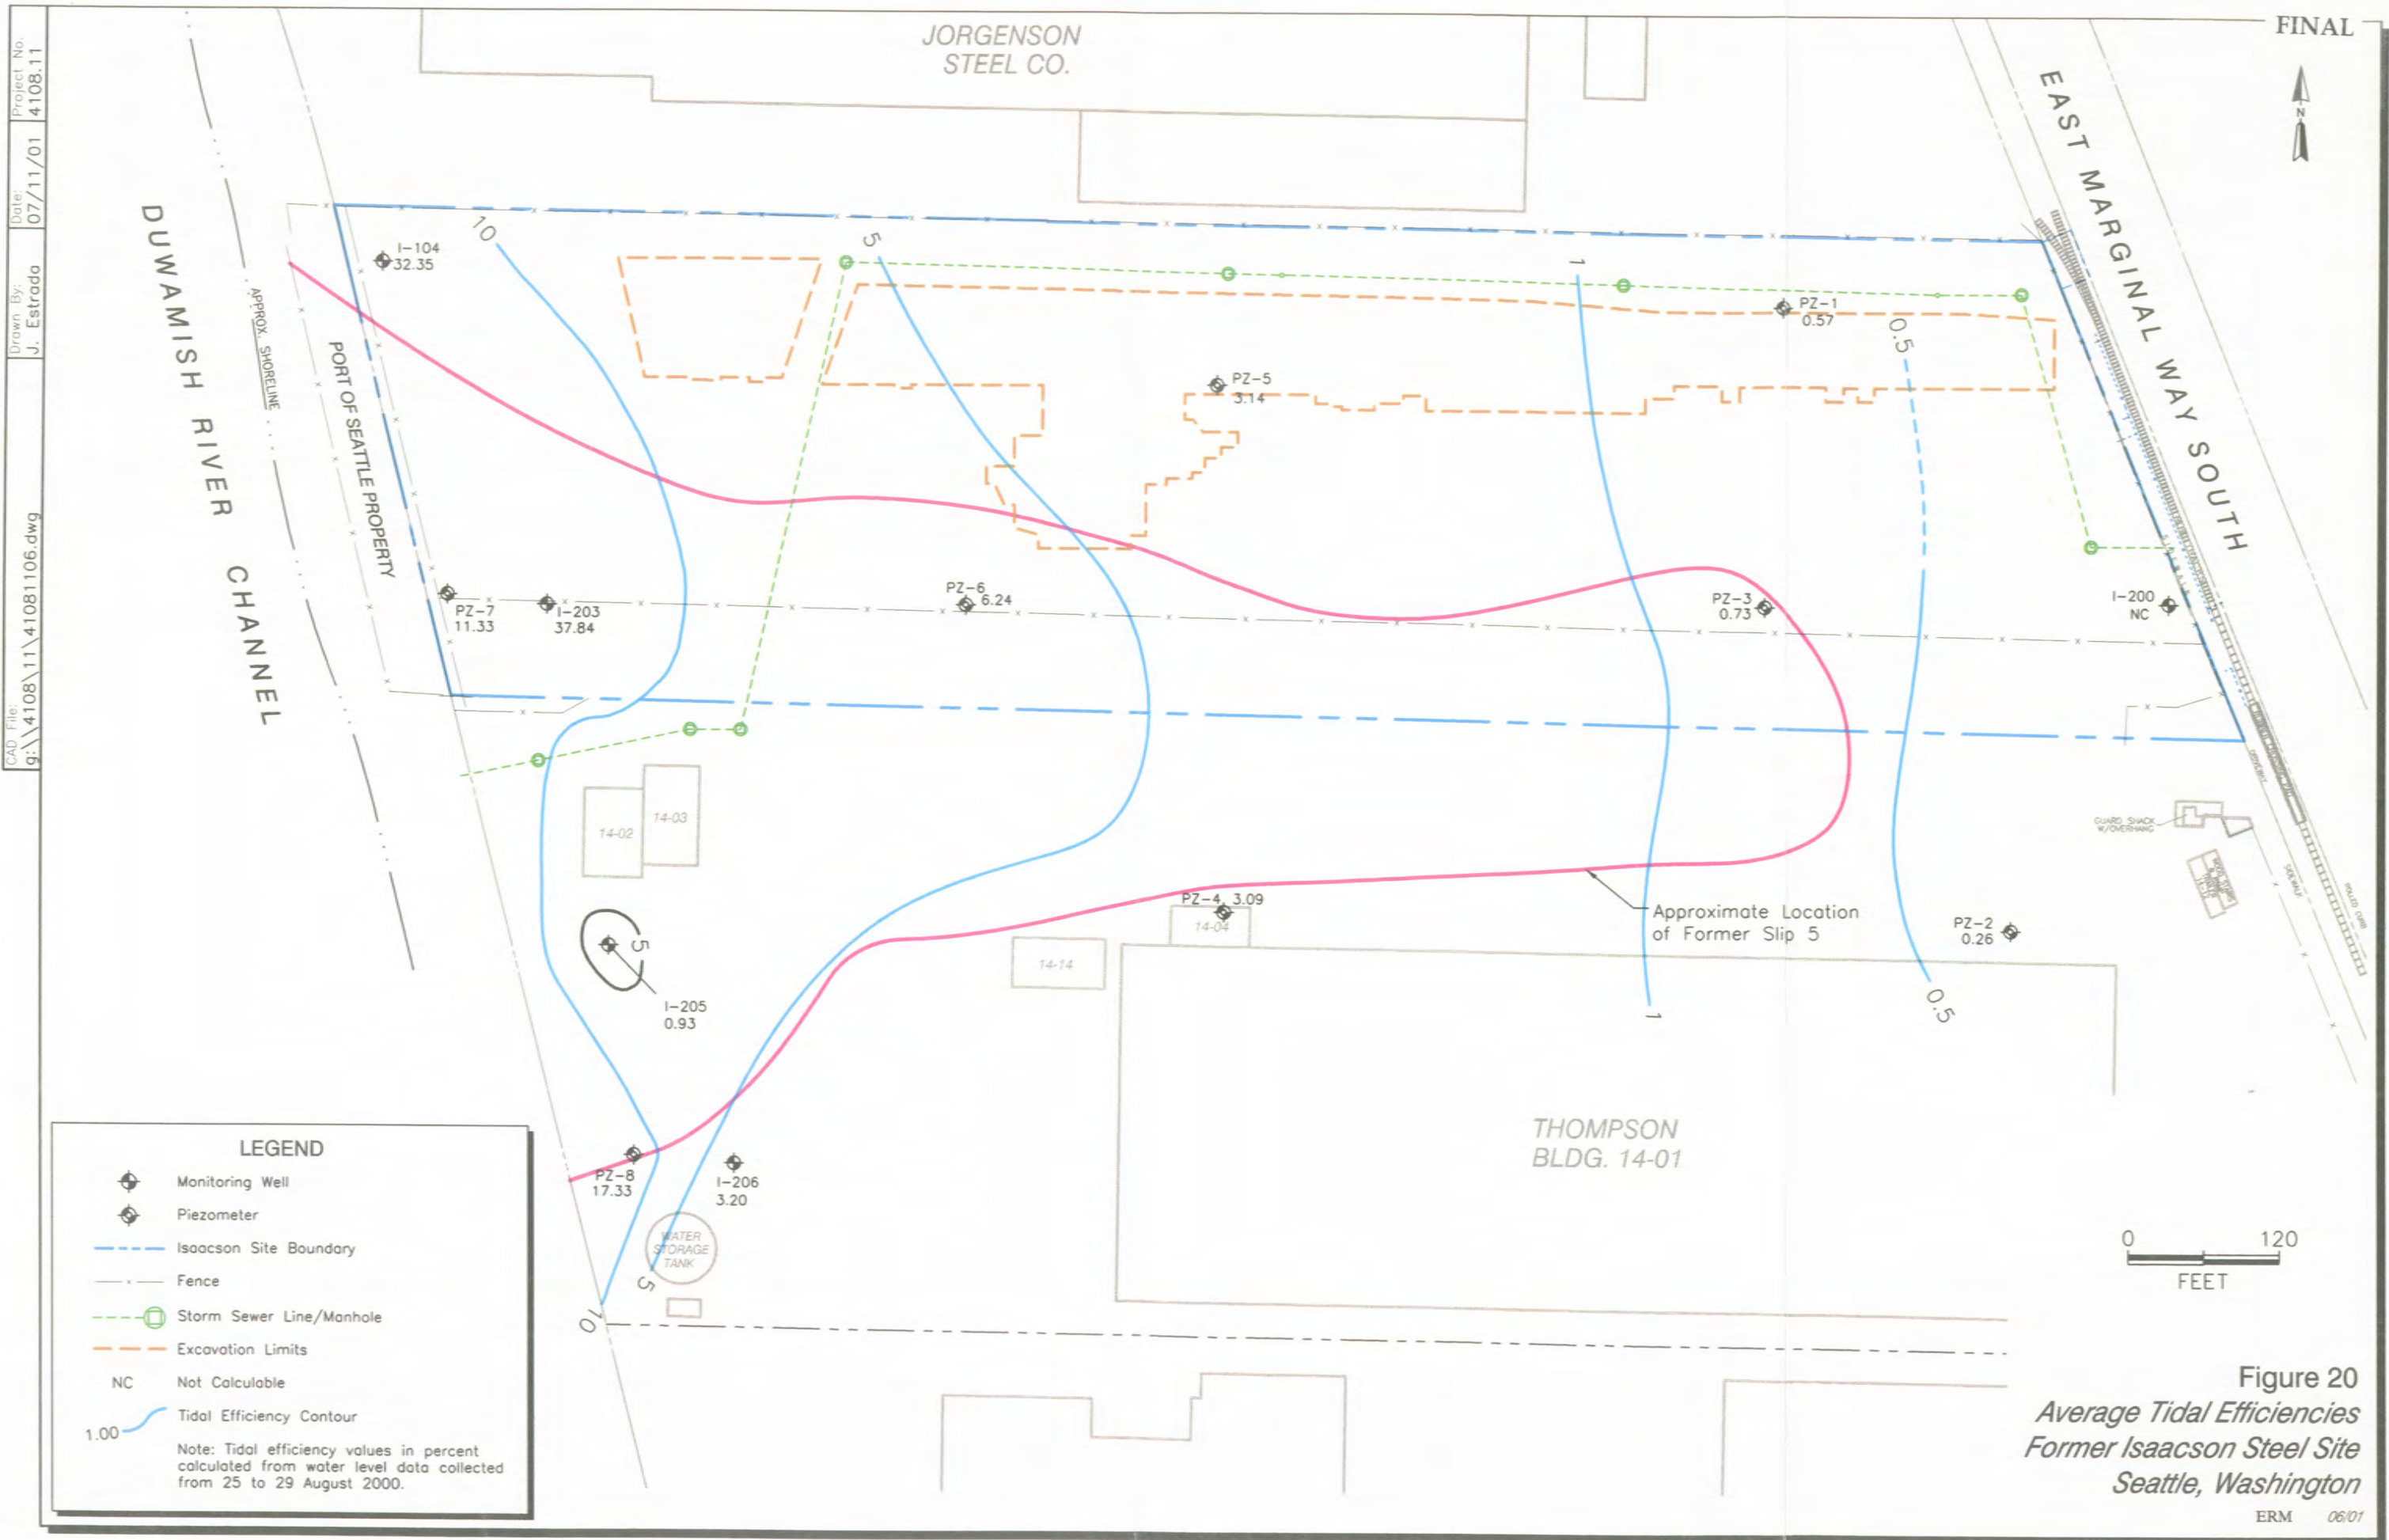 FINAL
Project No.
4108.11
Date:
07/11/01
Drawn By:
J. Estrada
CAD File:
g:\\4108\11\41081106.dwg
JORGENSON
STEEL CO.
N
EAST MARGINAL WAY SOUTH
DUWAMISH RIVER CHANNEL
APPROX. SHORELINE
PORT OF SEATTLE PROPERTY
I-104
32.35
10
5
1
PZ-1
0.57
0.5
PZ-5
3.14
PZ-7
11.33
I-203
37.84
PZ-6
6.24
PZ-3
0.73
I-200
NC
SIDEWALK
14-02
14-03
GUARD SHACK
W/OVERHANG
DRIVEWAY
SIDEWALK
ROLLED CURB
PZ-4 3.09
14-04
14-14
Approximate Location
of Former Slip 5
PZ-2
0.26
5
I-205
0.93
1
0.5
PZ-8
17.33
I-206
3.20
WATER
STORAGE
TANK
5
10
THOMPSON
BLDG. 14-01
0 120
FEET
LEGEND
Monitoring Well
Piezometer
Isaacson Site Boundary
Fence
Storm Sewer Line/Manhole
Excavation Limits
NC Not Calculable
1.00 Tidal Efficiency Contour
Note: Tidal efficiency values in percent
calculated from water level data collected
from 25 to 29 August 2000.
Figure 20
Average Tidal Efficiencies
Former Isaacson Steel Site
Seattle, Washington
ERM 06/01